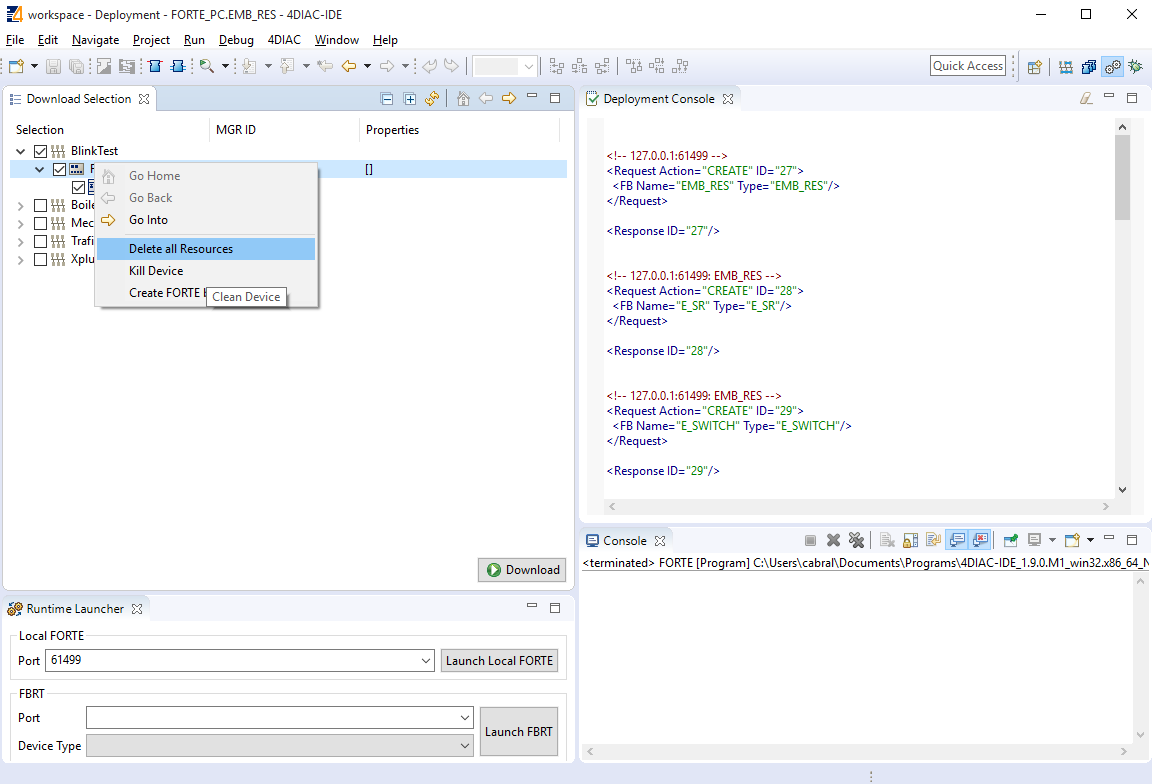 workspace - Deployment - FORTE_PC.EMB_RES - 4DIAC-IDE
File Edit Navigate Project Run Debug 4DIAC Window Help
Quick Access
Download Selection
Selection MGR ID Properties
BlinkTest
F []
Boile
Mec
Trafi
Xplu
Go Home
Go Back
Go Into
Delete all Resources
Kill Device
Create FORTE
Clean Device
Download
Runtime Launcher
Local FORTE
Port 61499 Launch Local FORTE
FBRT
Port
Launch FBRT
Device Type
Deployment Console
<!-- 127.0.0.1:61499 -->
<Request Action="CREATE" ID="27">
<FB Name="EMB_RES" Type="EMB_RES"/>
</Request>
<Response ID="27"/>
<!-- 127.0.0.1:61499: EMB_RES -->
<Request Action="CREATE" ID="28">
<FB Name="E_SR" Type="E_SR"/>
</Request>
<Response ID="28"/>
<!-- 127.0.0.1:61499: EMB_RES -->
<Request Action="CREATE" ID="29">
<FB Name="E_SWITCH" Type="E_SWITCH"/>
</Request>
<Response ID="29"/>
Console
<terminated> FORTE [Program] C:\Users\cabral\Documents\Programs\4DIAC-IDE_1.9.0.M1_win32.x86_64_N